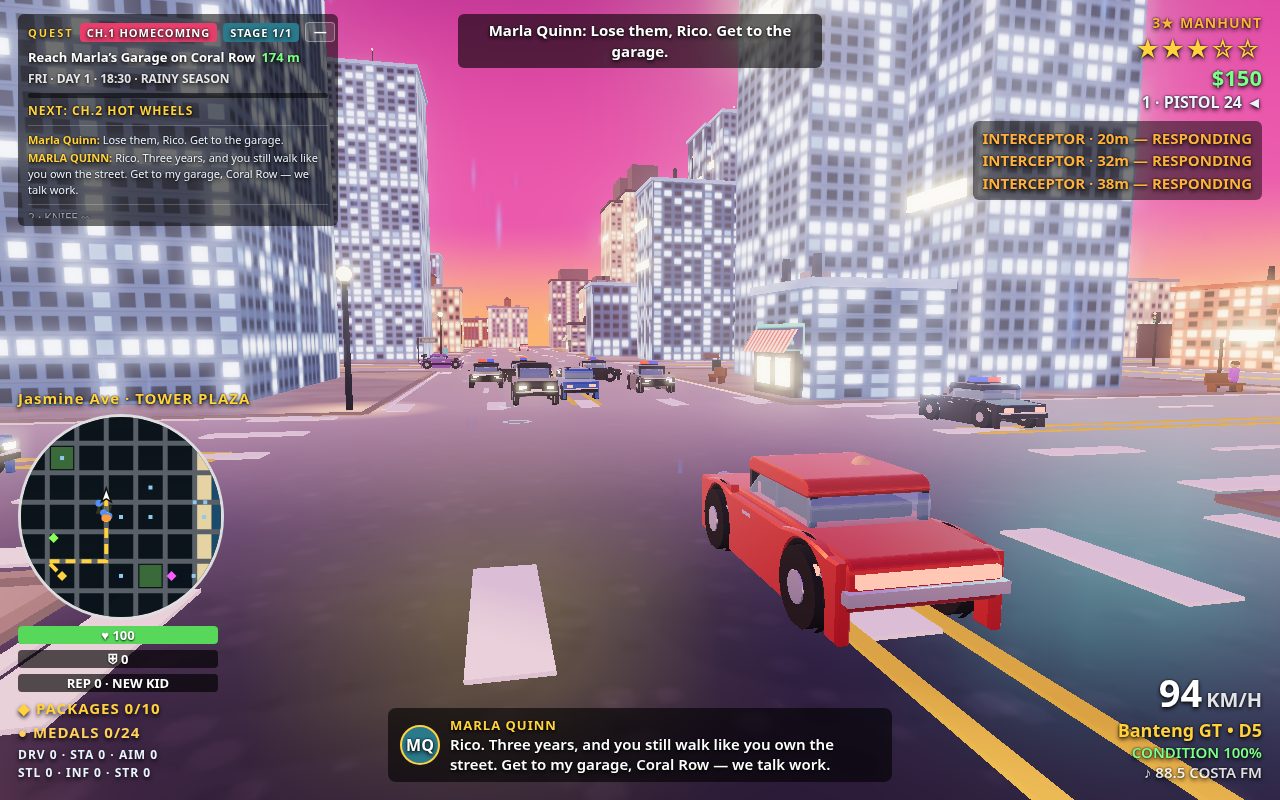 QUEST CH.1 HOMECOMING STAGE 1/1 —
Reach Marla's Garage on Coral Row 174 m
FRI · DAY 1 · 18:30 · RAINY SEASON
NEXT: CH.2 HOT WHEELS
Marla Quinn: Lose them, Rico. Get to the garage.
MARLA QUINN: Rico. Three years, and you still walk like
you own the street. Get to my garage, Coral Row — we
talk work.
Marla Quinn: Lose them, Rico. Get to the
garage.
3★ MANHUNT
★★★☆☆
$150
1 · PISTOL 24 ◄
INTERCEPTOR · 20m — RESPONDING
INTERCEPTOR · 32m — RESPONDING
INTERCEPTOR · 38m — RESPONDING
Jasmine Ave · TOWER PLAZA
♥ 100
⛨ 0
REP 0 · NEW KID
◆ PACKAGES 0/10
● MEDALS 0/24
DRV 0 · STA 0 · AIM 0
STL 0 · INF 0 · STR 0
MQ
MARLA QUINN
Rico. Three years, and you still walk like you own the
street. Get to my garage, Coral Row — we talk work.
94 KM/H
Banteng GT • D5
CONDITION 100%
♪ 88.5 COSTA FM